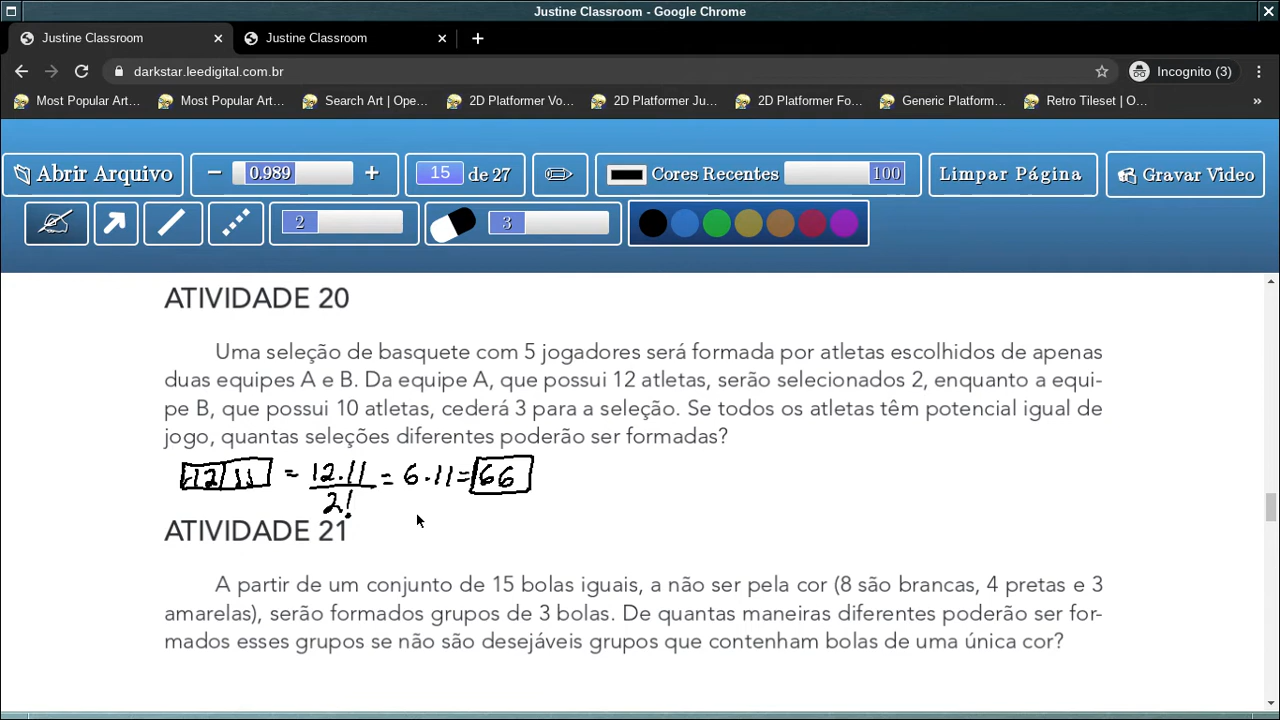 Justine Classroom - Google Chrome
Justine Classroom
Justine Classroom
darkstar.leedigital.com.br
Incognito (3)
Most Popular Art...
Most Popular Art...
Search Art | Ope...
2D Platformer Vo...
2D Platformer Ju...
2D Platformer Fo...
Generic Platform...
Retro Tileset | O...
Abrir Arquivo
− 0.989 +
15 de 27
Cores Recentes 100
Limpar Página
Gravar Video
2
3
ATIVIDADE 20
Uma seleção de basquete com 5 jogadores será formada por atletas escolhidos de apenas
duas equipes A e B. Da equipe A, que possui 12 atletas, serão selecionados 2, enquanto a equi-
pe B, que possui 10 atletas, cederá 3 para a seleção. Se todos os atletas têm potencial igual de
jogo, quantas seleções diferentes poderão ser formadas?
12 11 = 12.11 = 6.11 = 66
2!
ATIVIDADE 21
A partir de um conjunto de 15 bolas iguais, a não ser pela cor (8 são brancas, 4 pretas e 3
amarelas), serão formados grupos de 3 bolas. De quantas maneiras diferentes poderão ser for-
mados esses grupos se não são desejáveis grupos que contenham bolas de uma única cor?